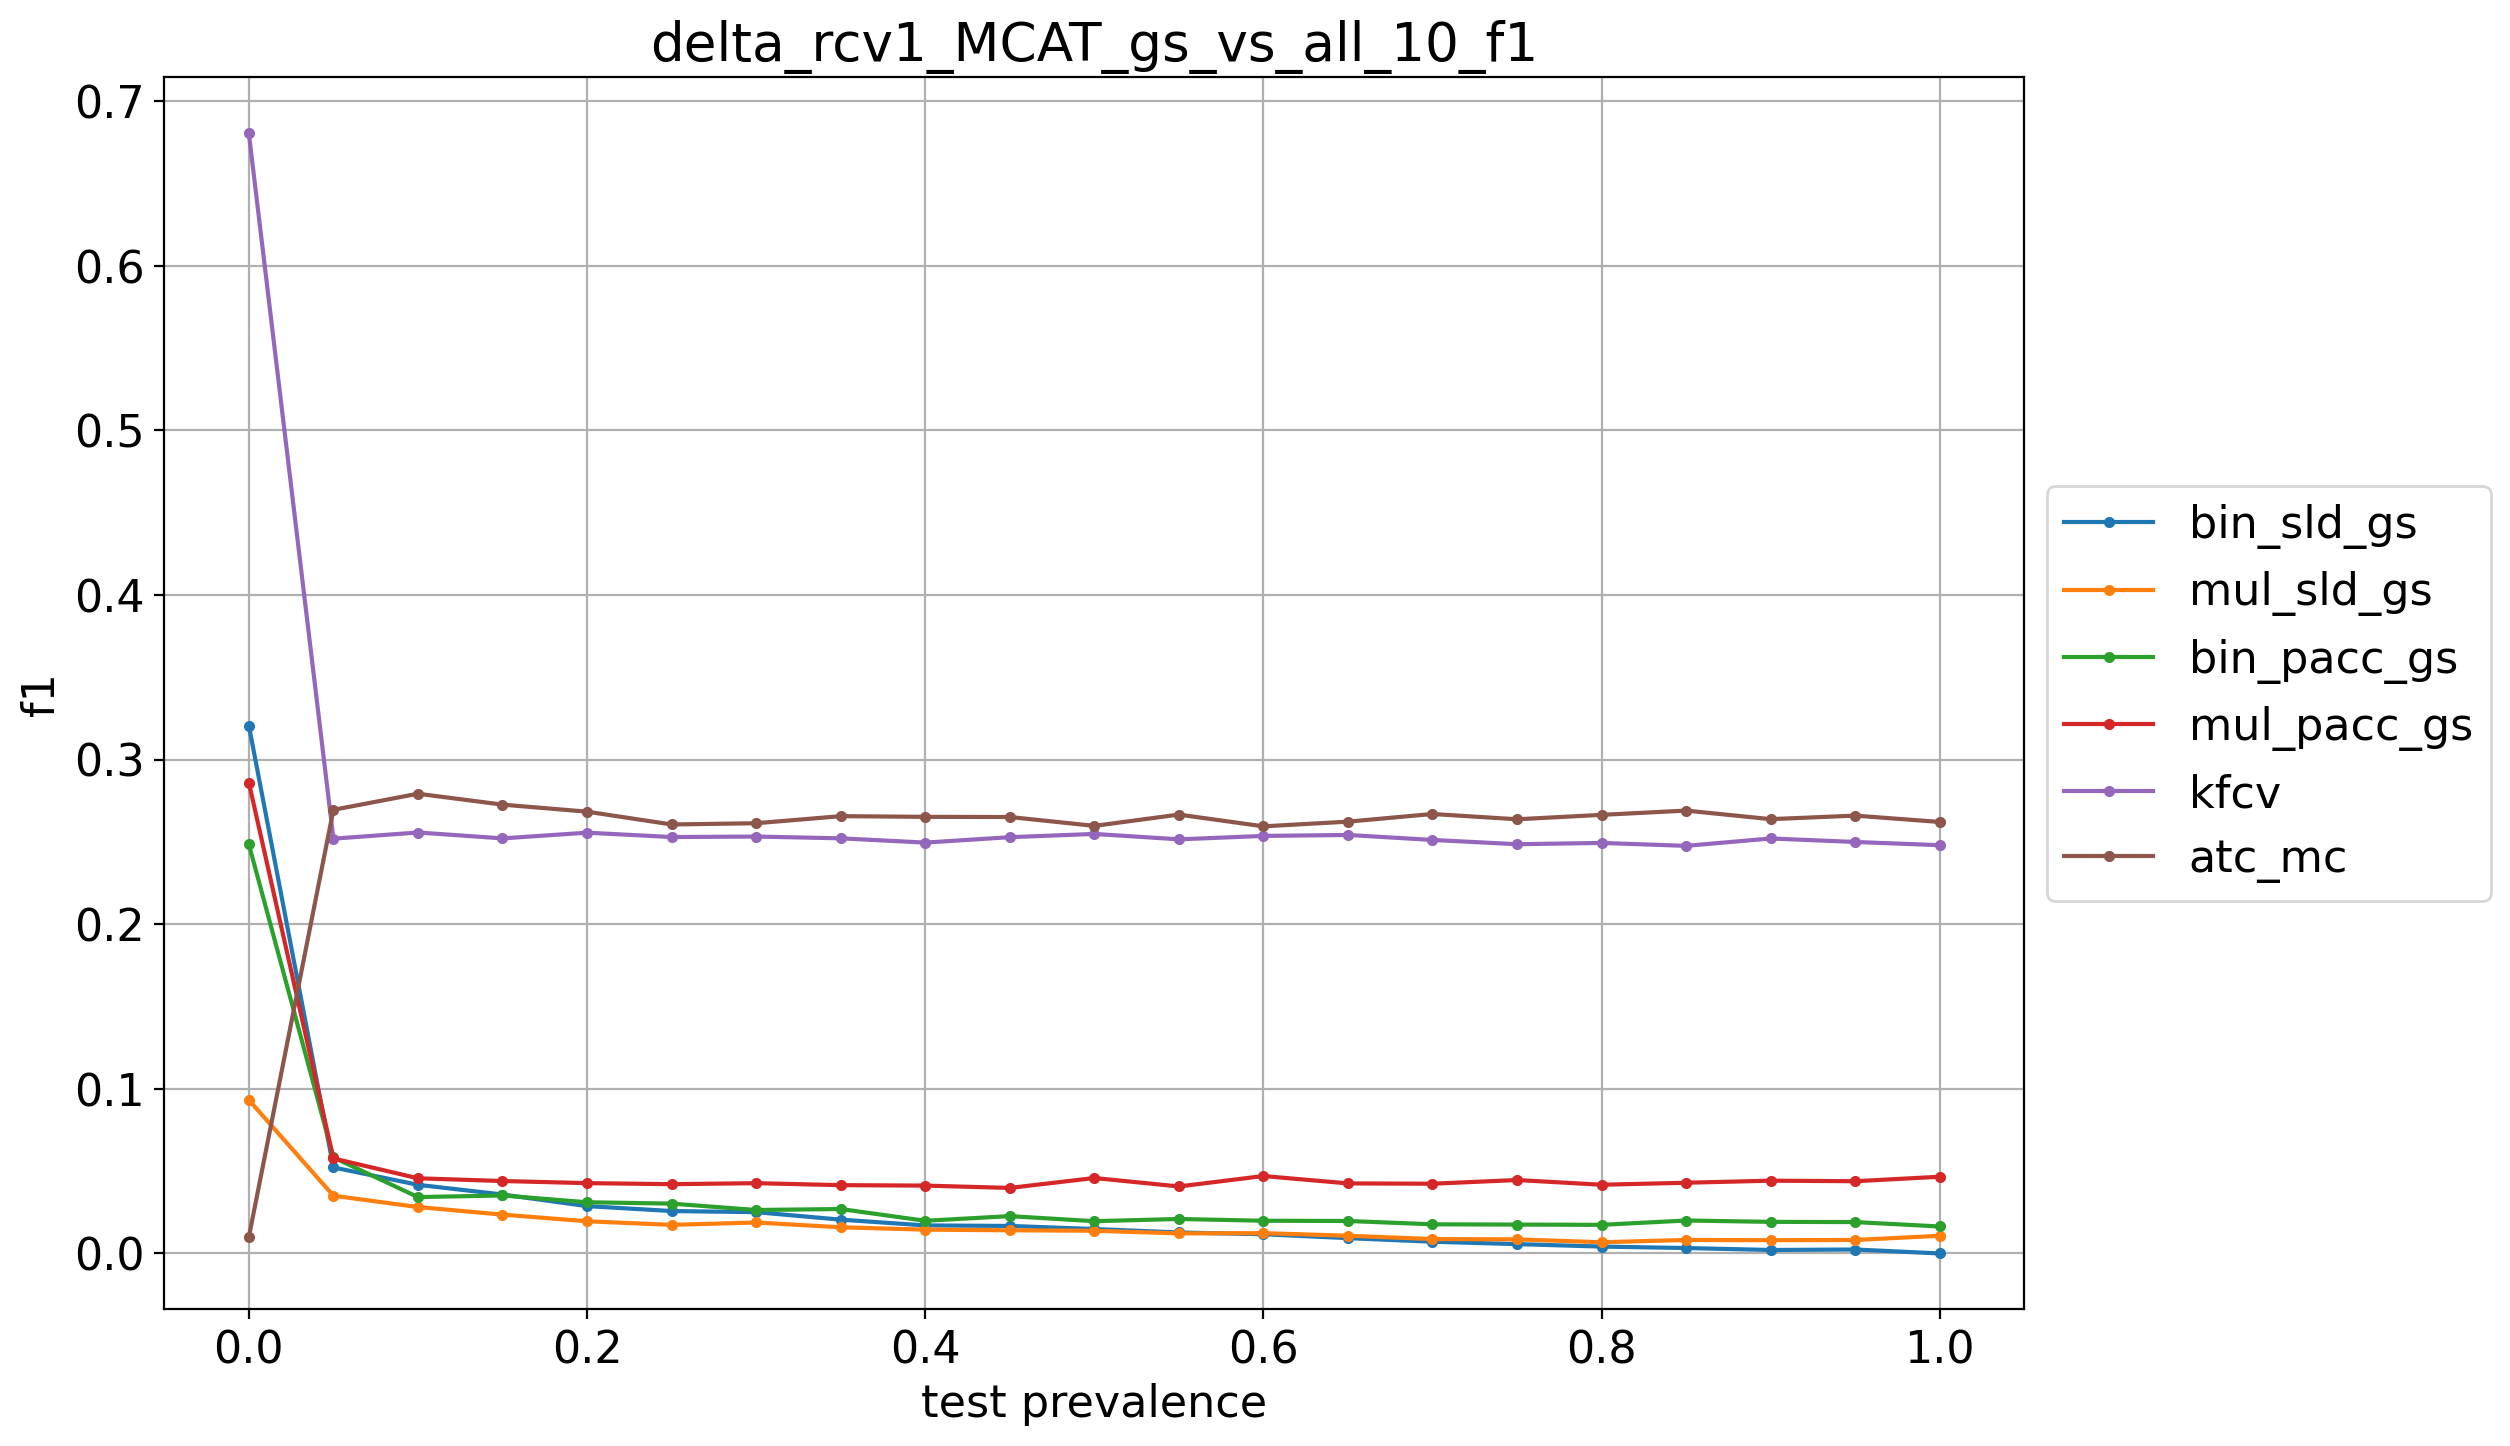 delta_rcv1_MCAT_gs_vs_all_10_f1
0.7
0.6
0.5
0.4
0.3
0.2
0.1
0.0
f1
0.0 0.2 0.4 0.6 0.8 1.0
test prevalence
bin_sld_gs
mul_sld_gs
bin_pacc_gs
mul_pacc_gs
kfcv
atc_mc